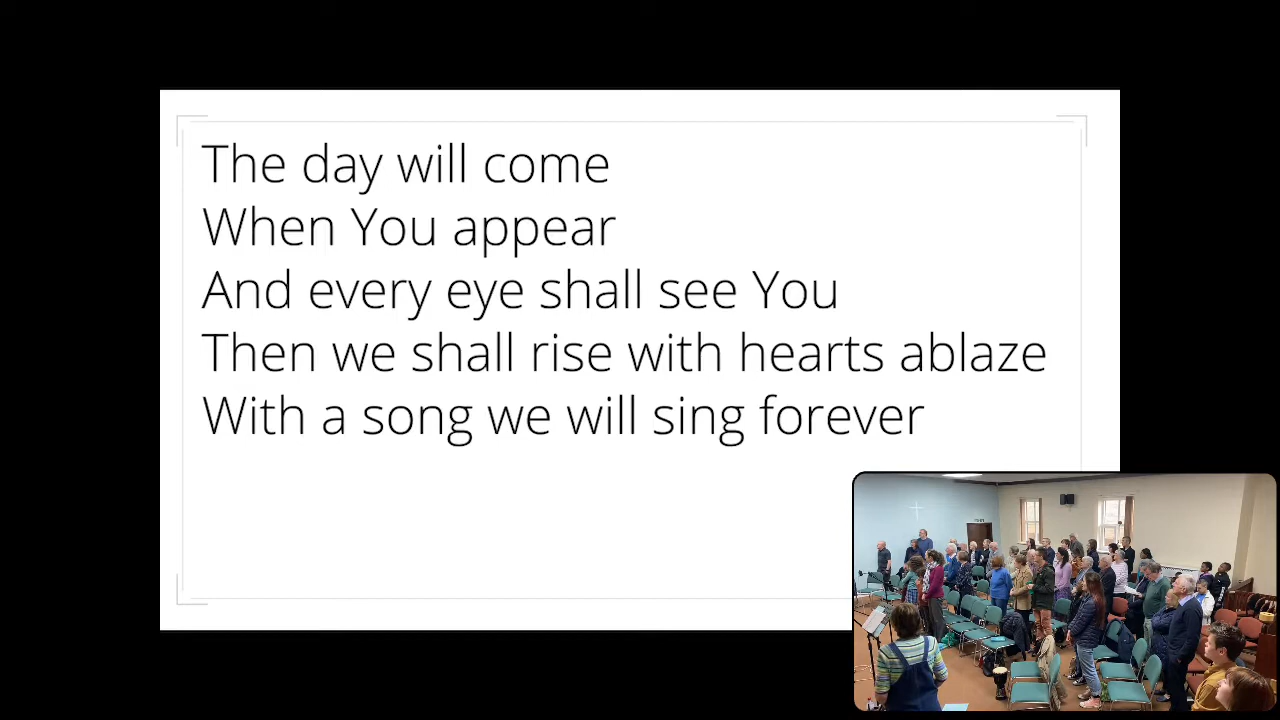 The day will come
When You appear
And every eye shall see You
Then we shall rise with hearts ablaze
With a song we will sing forever